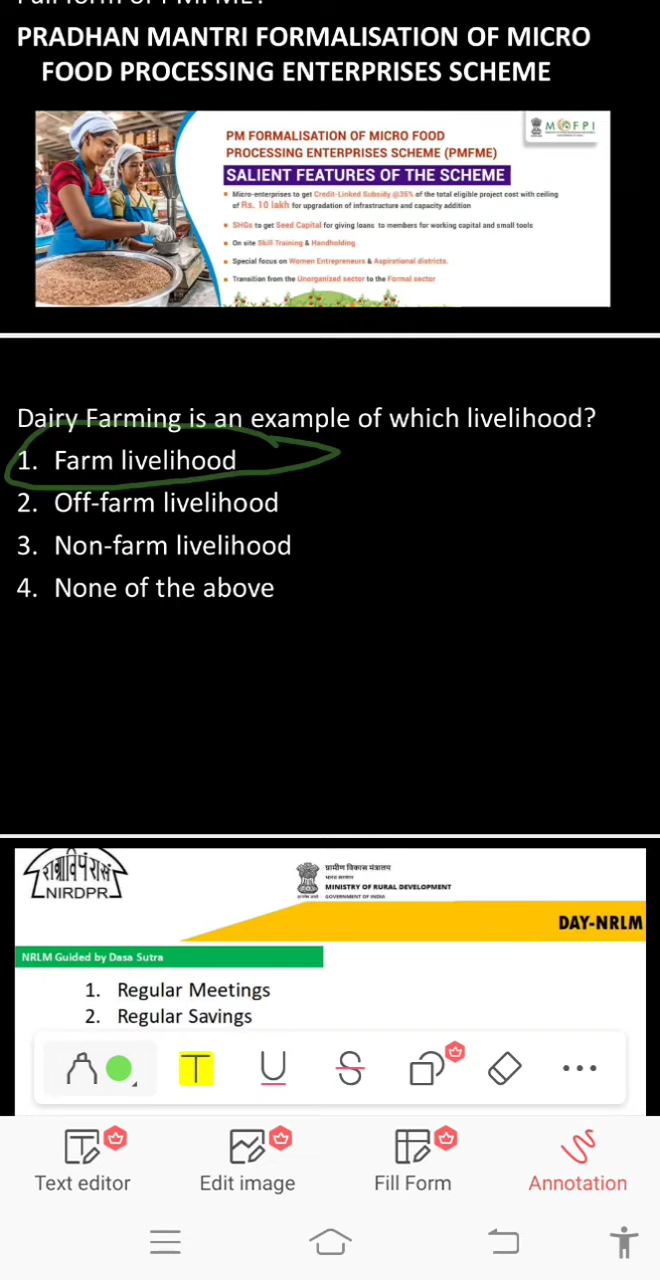 PRADHAN MANTRI FORMALISATION OF MICRO
FOOD PROCESSING ENTERPRISES SCHEME
MOFPI
PM FORMALISATION OF MICRO FOOD
PROCESSING ENTERPRISES SCHEME (PMFME)
SALIENT FEATURES OF THE SCHEME
Micro-enterprises to get Credit-Linked Subsidy @35% of the total eligible project cost with ceiling
of Rs. 10 lakh for upgradation of infrastructure and capacity addition
SHGs to get Seed Capital for giving loans to members for working capital and small tools
On site Skill Training & Handholding
Special focus on Women Entrepreneurs & Aspirational districts.
Transition from the Unorganized sector to the Formal sector
Dairy Farming is an example of which livelihood?
1. Farm livelihood
2. Off-farm livelihood
3. Non-farm livelihood
4. None of the above
NIRDPR
ग्रामीण विकास मंत्रालय
भारत सरकार
MINISTRY OF RURAL DEVELOPMENT
GOVERNMENT OF INDIA
DAY-NRLM
NRLM Guided by Dasa Sutra
1. Regular Meetings
2. Regular Savings
T U S
Text editor Edit image Fill Form Annotation